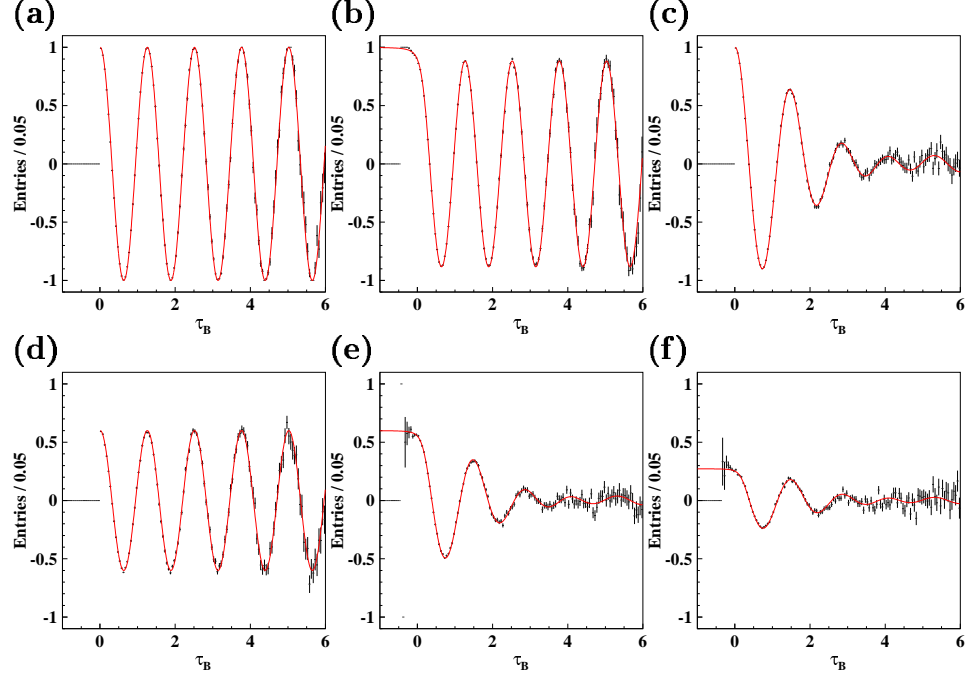 (a) (b) (c)
1 1 1
0.5 0.5 0.5
0 0 0
-0.5 -0.5 -0.5
-1 -1 -1
Entries / 0.05 Entries / 0.05 Entries / 0.05
0 2 4 6 0 2 4 6 0 2 4 6
τB τB τB
(d) (e) (f)
1 1 1
0.5 0.5 0.5
0 0 0
-0.5 -0.5 -0.5
-1 -1 -1
Entries / 0.05 Entries / 0.05 Entries / 0.05
0 2 4 6 0 2 4 6 0 2 4 6
τB τB τB